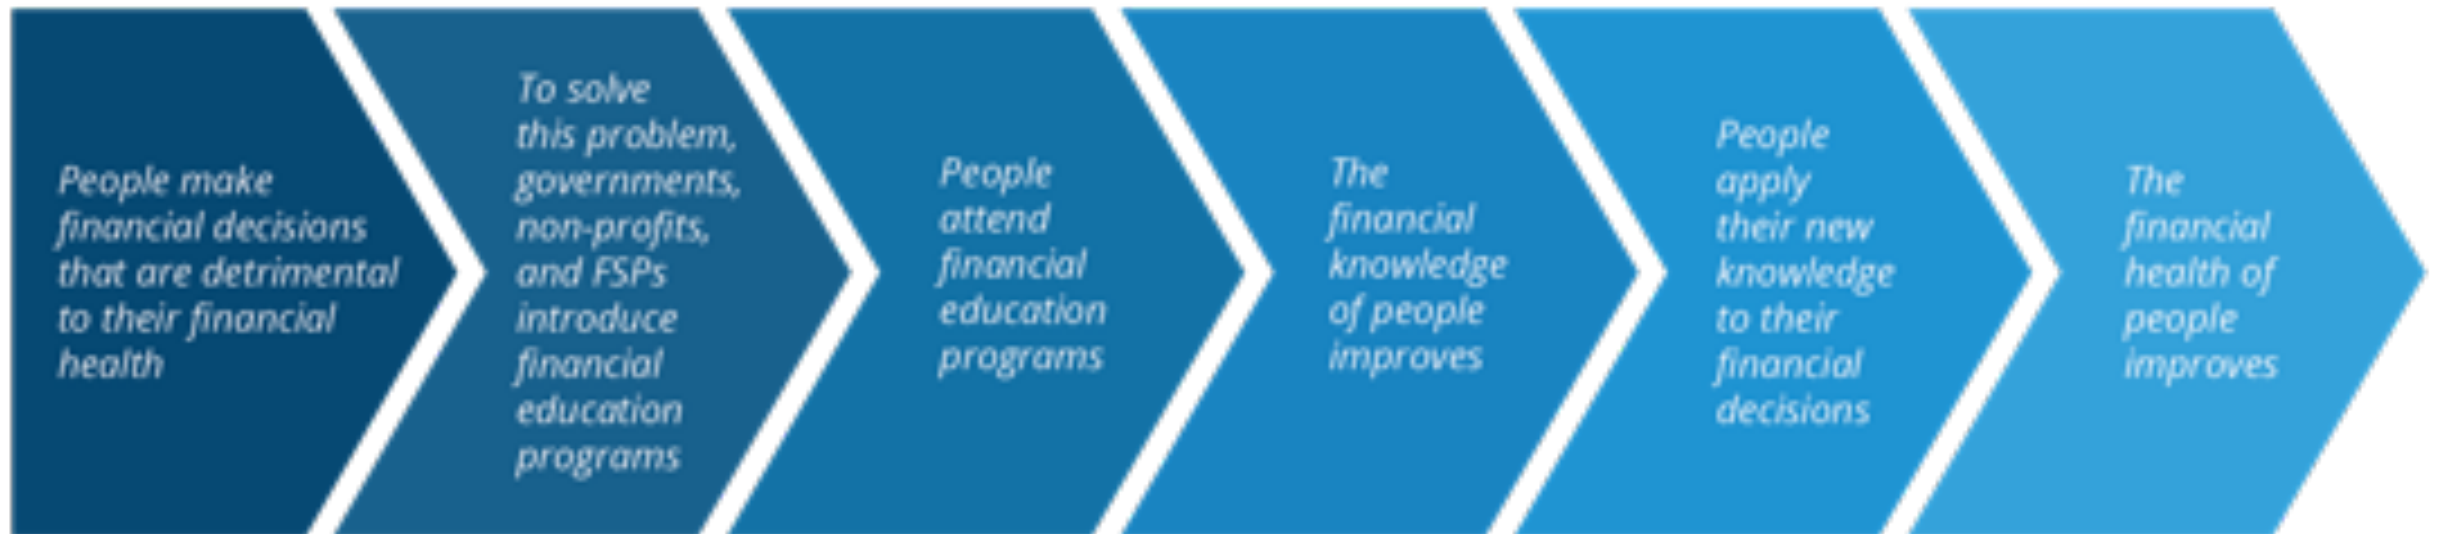 People make
financial decisions
that are detrimental
to their financial
health
To solve
this problem,
governments,
non-profits,
and FSPs
introduce
financial
education
programs
People
attend
financial
education
programs
The
financial
knowledge
of people
improves
People
apply
their new
knowledge
to their
financial
decisions
The
financial
health of
people
improves